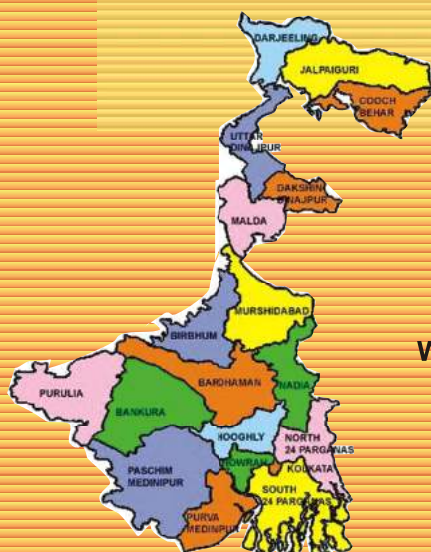 DARJEELING
JALPAIGURI
COOCH
BEHAR
UTTAR
DINAJPUR
DAKSHIN
DINAJPUR
MALDA
MURSHIDABAD
BIRBHUM
BARDHAMAN
NADIA
PURULIA
BANKURA
HOOGHLY
NORTH
24 PARGANAS
HOWRAH
KOLKATA
PASCHIM
MEDINIPUR
SOUTH
24 PARGANAS
PURVA
MEDINPUR